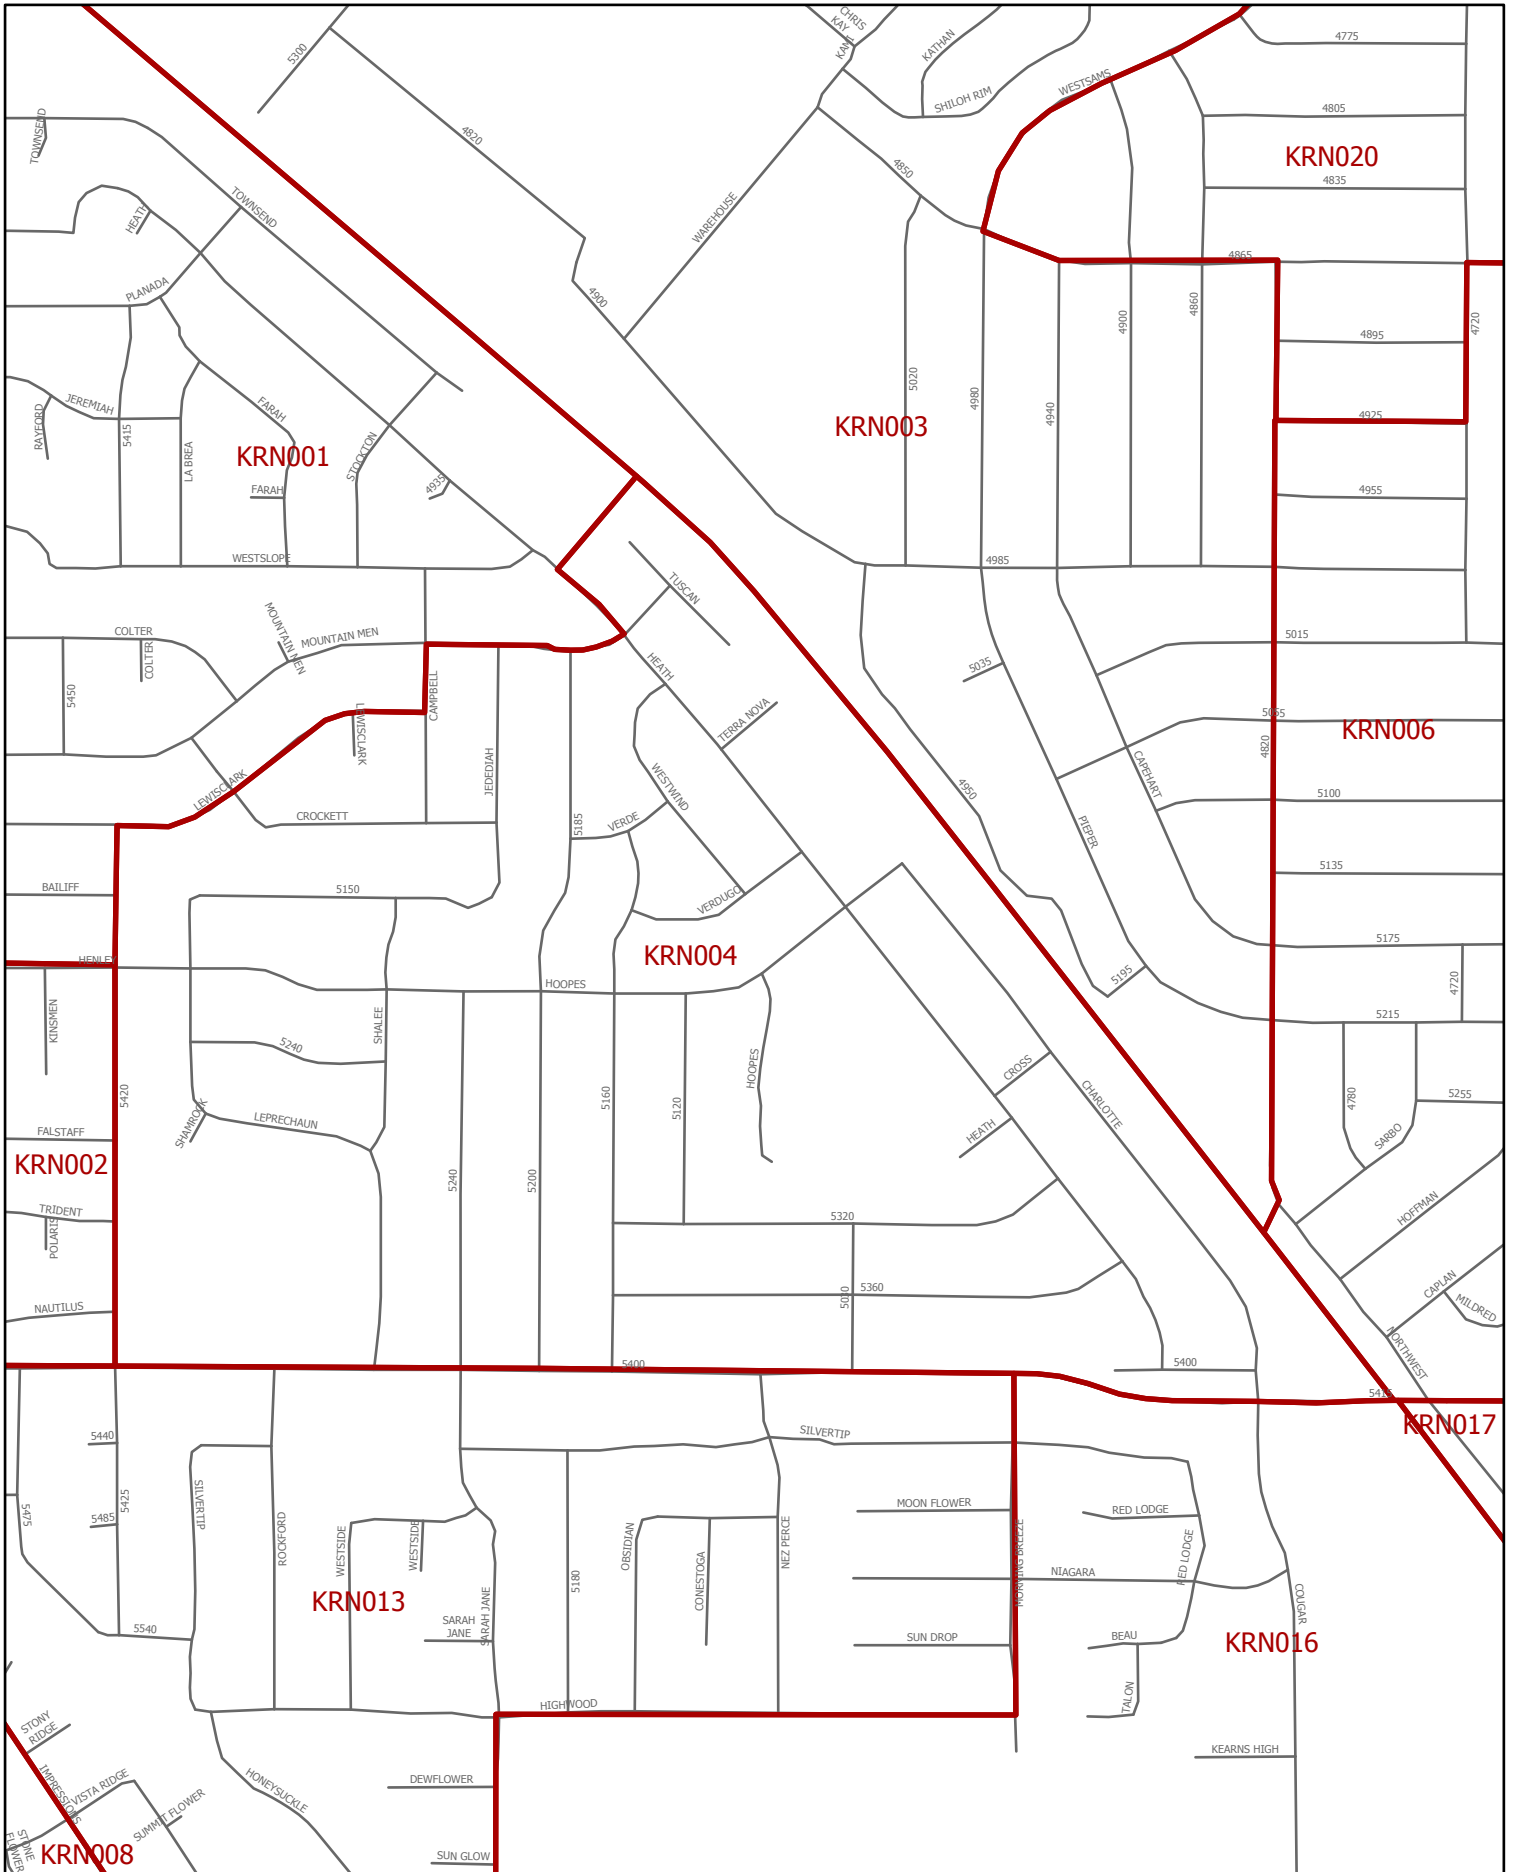 CHRIS
KAY
KAMI
KATHAN
5300
4775
WESTSAMS
SHILOH RIM
4805
TOWNSEND
4820
KRN020
4850
4835
HEATH
TOWNSEND
WAREHOUSE
4865
PLANADA
4900
4860
4900
4720
4895
5020
4980
4940
JEREMIAH
RAYFORD
FARAH
KRN003
4925
5415
LA BREA
KRN001
STOCKTON
4935
FARAH
4955
WESTSLOPE
4985
TUSCAN
COLTER
COLTER
MOUNTAIN MEN
MOUNTAIN MEN
5015
HEATH
5035
5450
CAMPBELL
LEWISCLARK
TERRA NOVA
5055
KRN006
4820
JEDEDIAH
WESTWIND
CAPEHART
LEWISCLARK
4950
5100
CROCKETT
5185
VERDE
PIEPER
5135
BAILIFF
5150
VERDUGO
5175
KRN004
HENLEY
5195
4720
HOOPES
KINSMEN
SHALEE
5215
5240
HOOPES
CROSS
CHARLOTTE
5420
5160
5120
4780
5255
SHAMROCK
LEPRECHAUN
HEATH
SARBO
FALSTAFF
KRN002
5240
5200
TRIDENT
POLARIS
5320
HOFFMAN
NAUTILUS
5360
5030
CAPLAN
MILDRED
NORTHWEST
5400
5400
5415
KRN017
5440
SILVERTIP
5475
5425
SILVERTIP
5485
MOON FLOWER
RED LODGE
ROCKFORD
WESTSIDE
WESTSIDE
OBSIDIAN
NEZ PERCE
MORNING BREEZE
RED LODGE
5180
CONESTOGA
NIAGARA
KRN013
COUGAR
SARAH
JANE
SARAH JANE
5540
SUN DROP
BEAU
KRN016
TALON
HIGHWOOD
STONY
RIDGE
KEARNS HIGH
IMPRESSIONS
VISTA RIDGE
HONEYSUCKLE
DEWFLOWER
SUMMIT FLOWER
STONE
FLOWER
KRN008
SUN GLOW